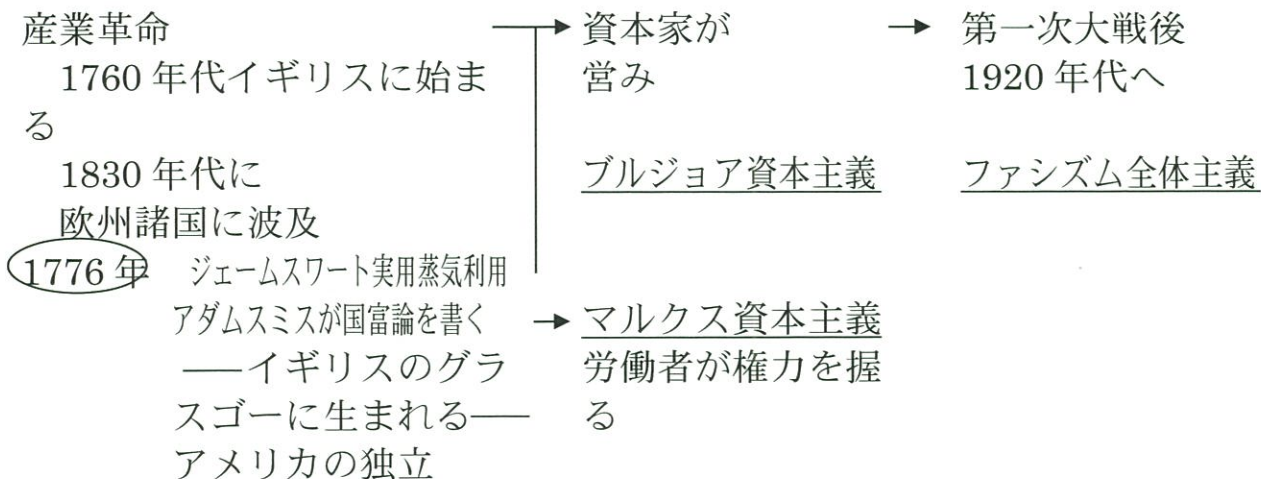 産業革命
1760 年代イギリスに始ま
る
1830 年代に
欧州諸国に波及
1776 年 ジェームスワート実用蒸気利用
アダムスミスが国富論を書く
──イギリスのグラ
スゴーに生まれる──
アメリカの独立
資本家が
営み
ブルジョア資本主義
マルクス資本主義
労働者が権力を握
る
第一次大戦後
1920 年代へ
ファシズム全体主義